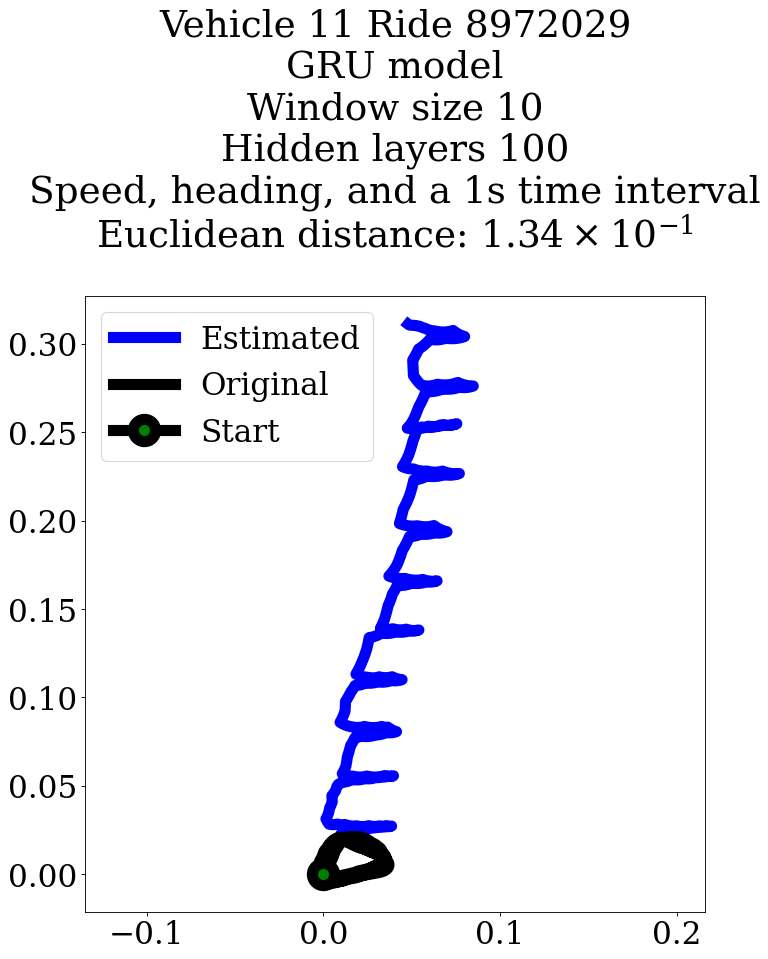 Vehicle 11 Ride 8972029
GRU model
Window size 10
Hidden layers 100
Speed, heading, and a 1s time interval
Euclidean distance: 1.34 × 10⁻¹
Estimated
Original
Start
0.30
0.25
0.20
0.15
0.10
0.05
0.00
−0.1
0.0
0.1
0.2